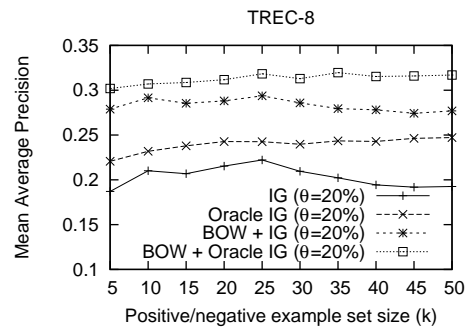 TREC-8
Mean Average Precision
0.35
0.3
0.25
0.2
0.15
0.1
IG (θ=20%)
Oracle IG (θ=20%)
BOW + IG (θ=20%)
BOW + Oracle IG (θ=20%)
5 10 15 20 25 30 35 40 45 50
Positive/negative example set size (k)